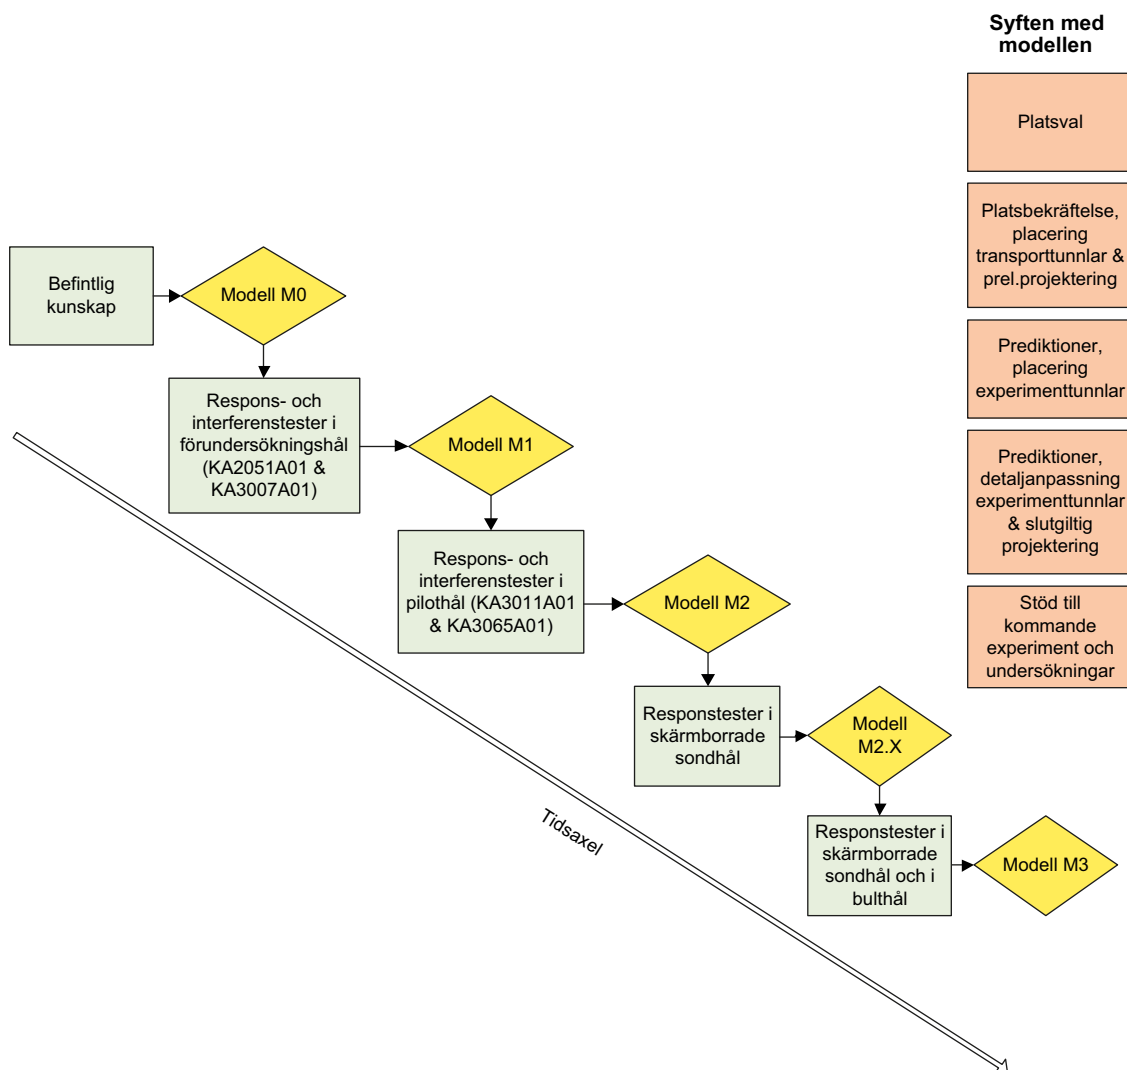 Syften med
modellen
Platsval
Platsbekräftelse,
placering
transporttunnlar &
prel.projektering
Prediktioner,
placering
experimenttunnlar
Prediktioner,
detaljanpassning
experimenttunnlar
& slutgiltig
projektering
Stöd till
kommande
experiment och
undersökningar
Befintlig
kunskap
Modell M0
Respons- och
interferenstester i
förundersökningshål
(KA2051A01 &
KA3007A01)
Modell M1
Respons- och
interferenstester i
pilothål (KA3011A01
& KA3065A01)
Modell M2
Responstester i
skärmborrade
sondhål
Modell
M2.X
Responstester i
skärmborrade
sondhål och i
bulthål
Modell M3
Tidsaxel